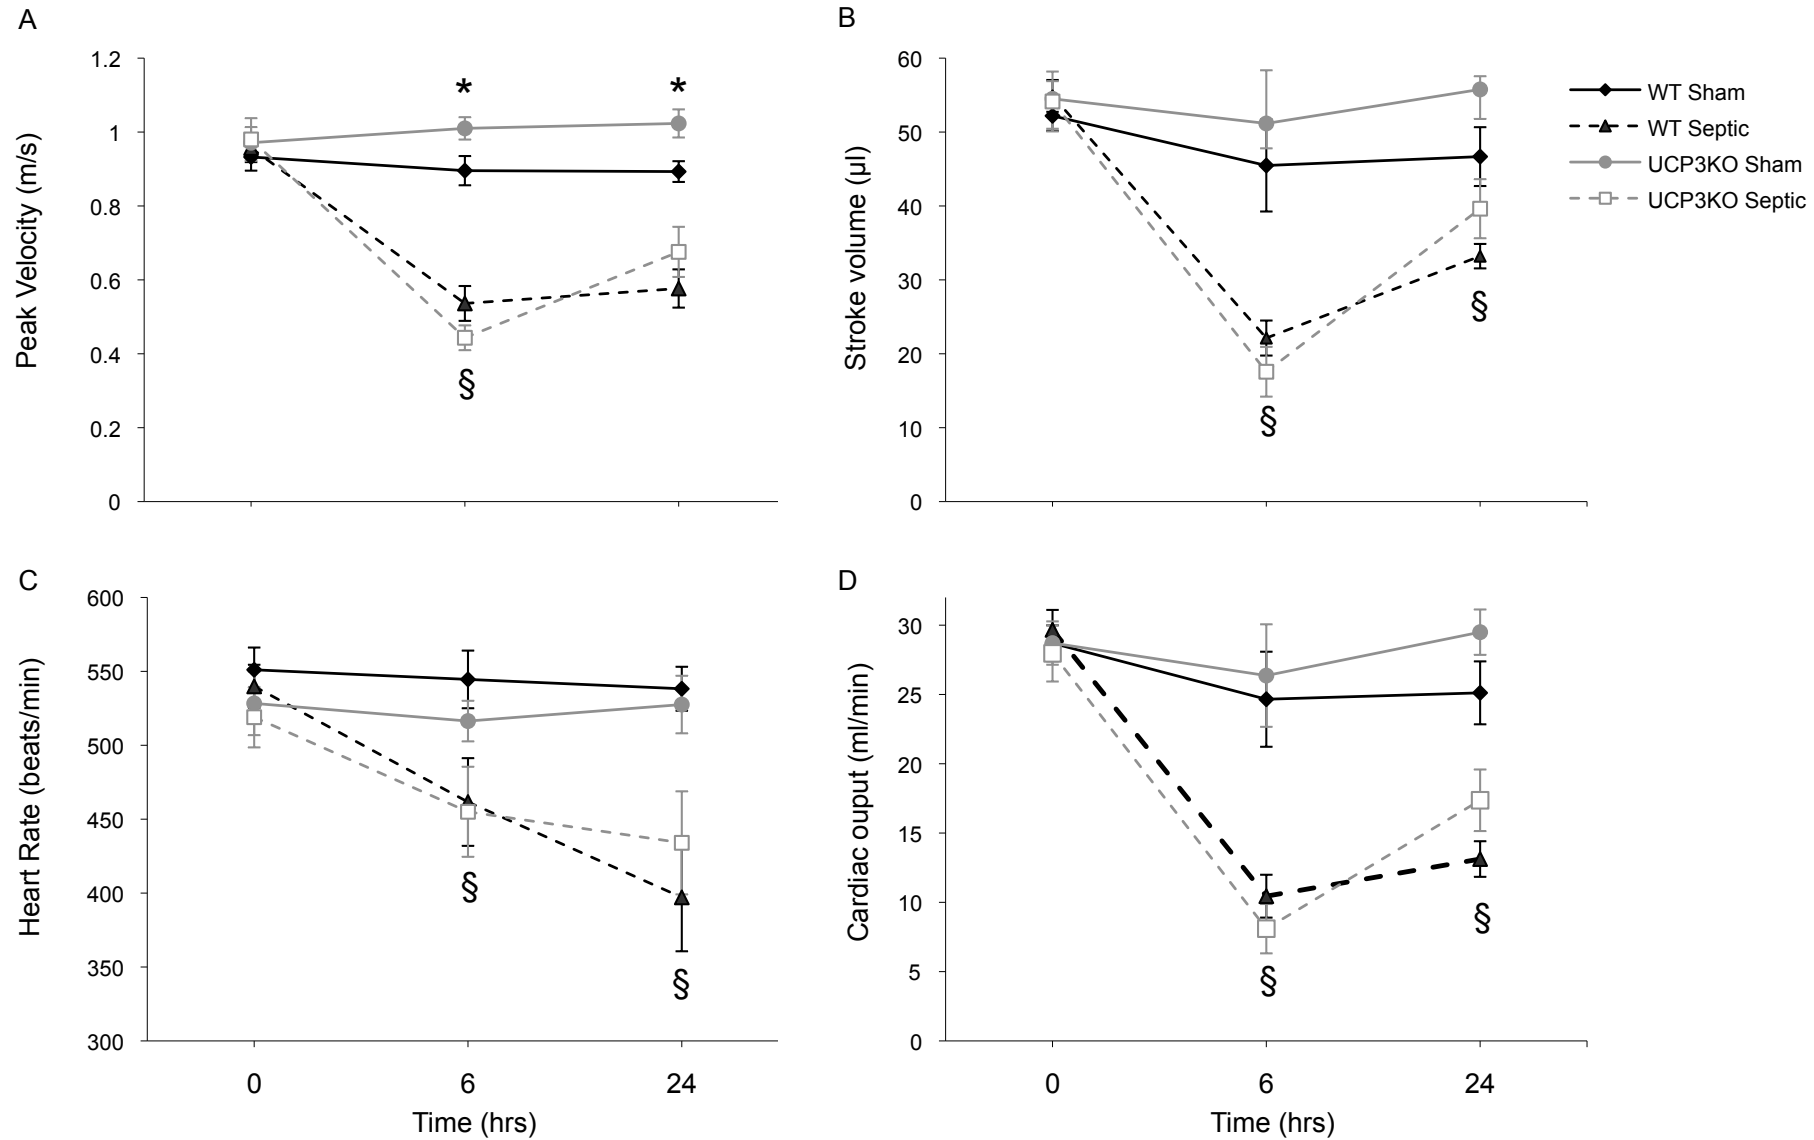 A
Peak Velocity (m/s)
1.2
1
0.8
0.6
0.4
0.2
0
*
*
§
B
Stroke volume (µl)
60
50
40
30
20
10
0
§
§
WT Sham
WT Septic
UCP3KO Sham
UCP3KO Septic
C
Heart Rate (beats/min)
600
550
500
450
400
350
300
§
§
0 6 24
Time (hrs)
D
Cardiac ouput (ml/min)
30
25
20
15
10
5
0
§
§
0 6 24
Time (hrs)